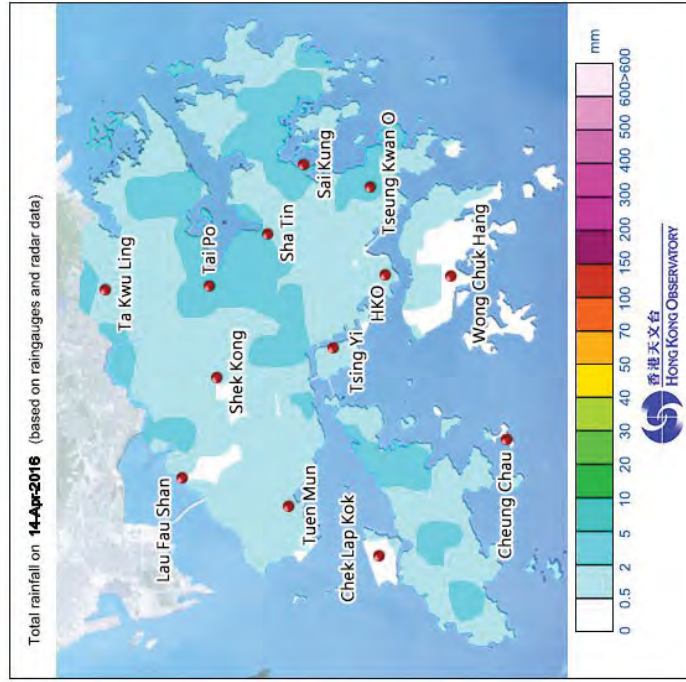 Total rainfall on 14-Apr-2016 (based on raingauges and radar data)
Ta Kwu Ling
Lau Fau Shan
Tai Po
Shek Kong
Sha Tin
Sai Kung
Tuen Mun
Tsing Yi
Tseung Kwan O
HKO
Chek Lap Kok
Wong Chuk Hang
Cheung Chau
mm
0 0.5 2 5 10 20 30 40 50 70 100 150 200 300 400 500 600 >600
香港天文台
HONG KONG OBSERVATORY